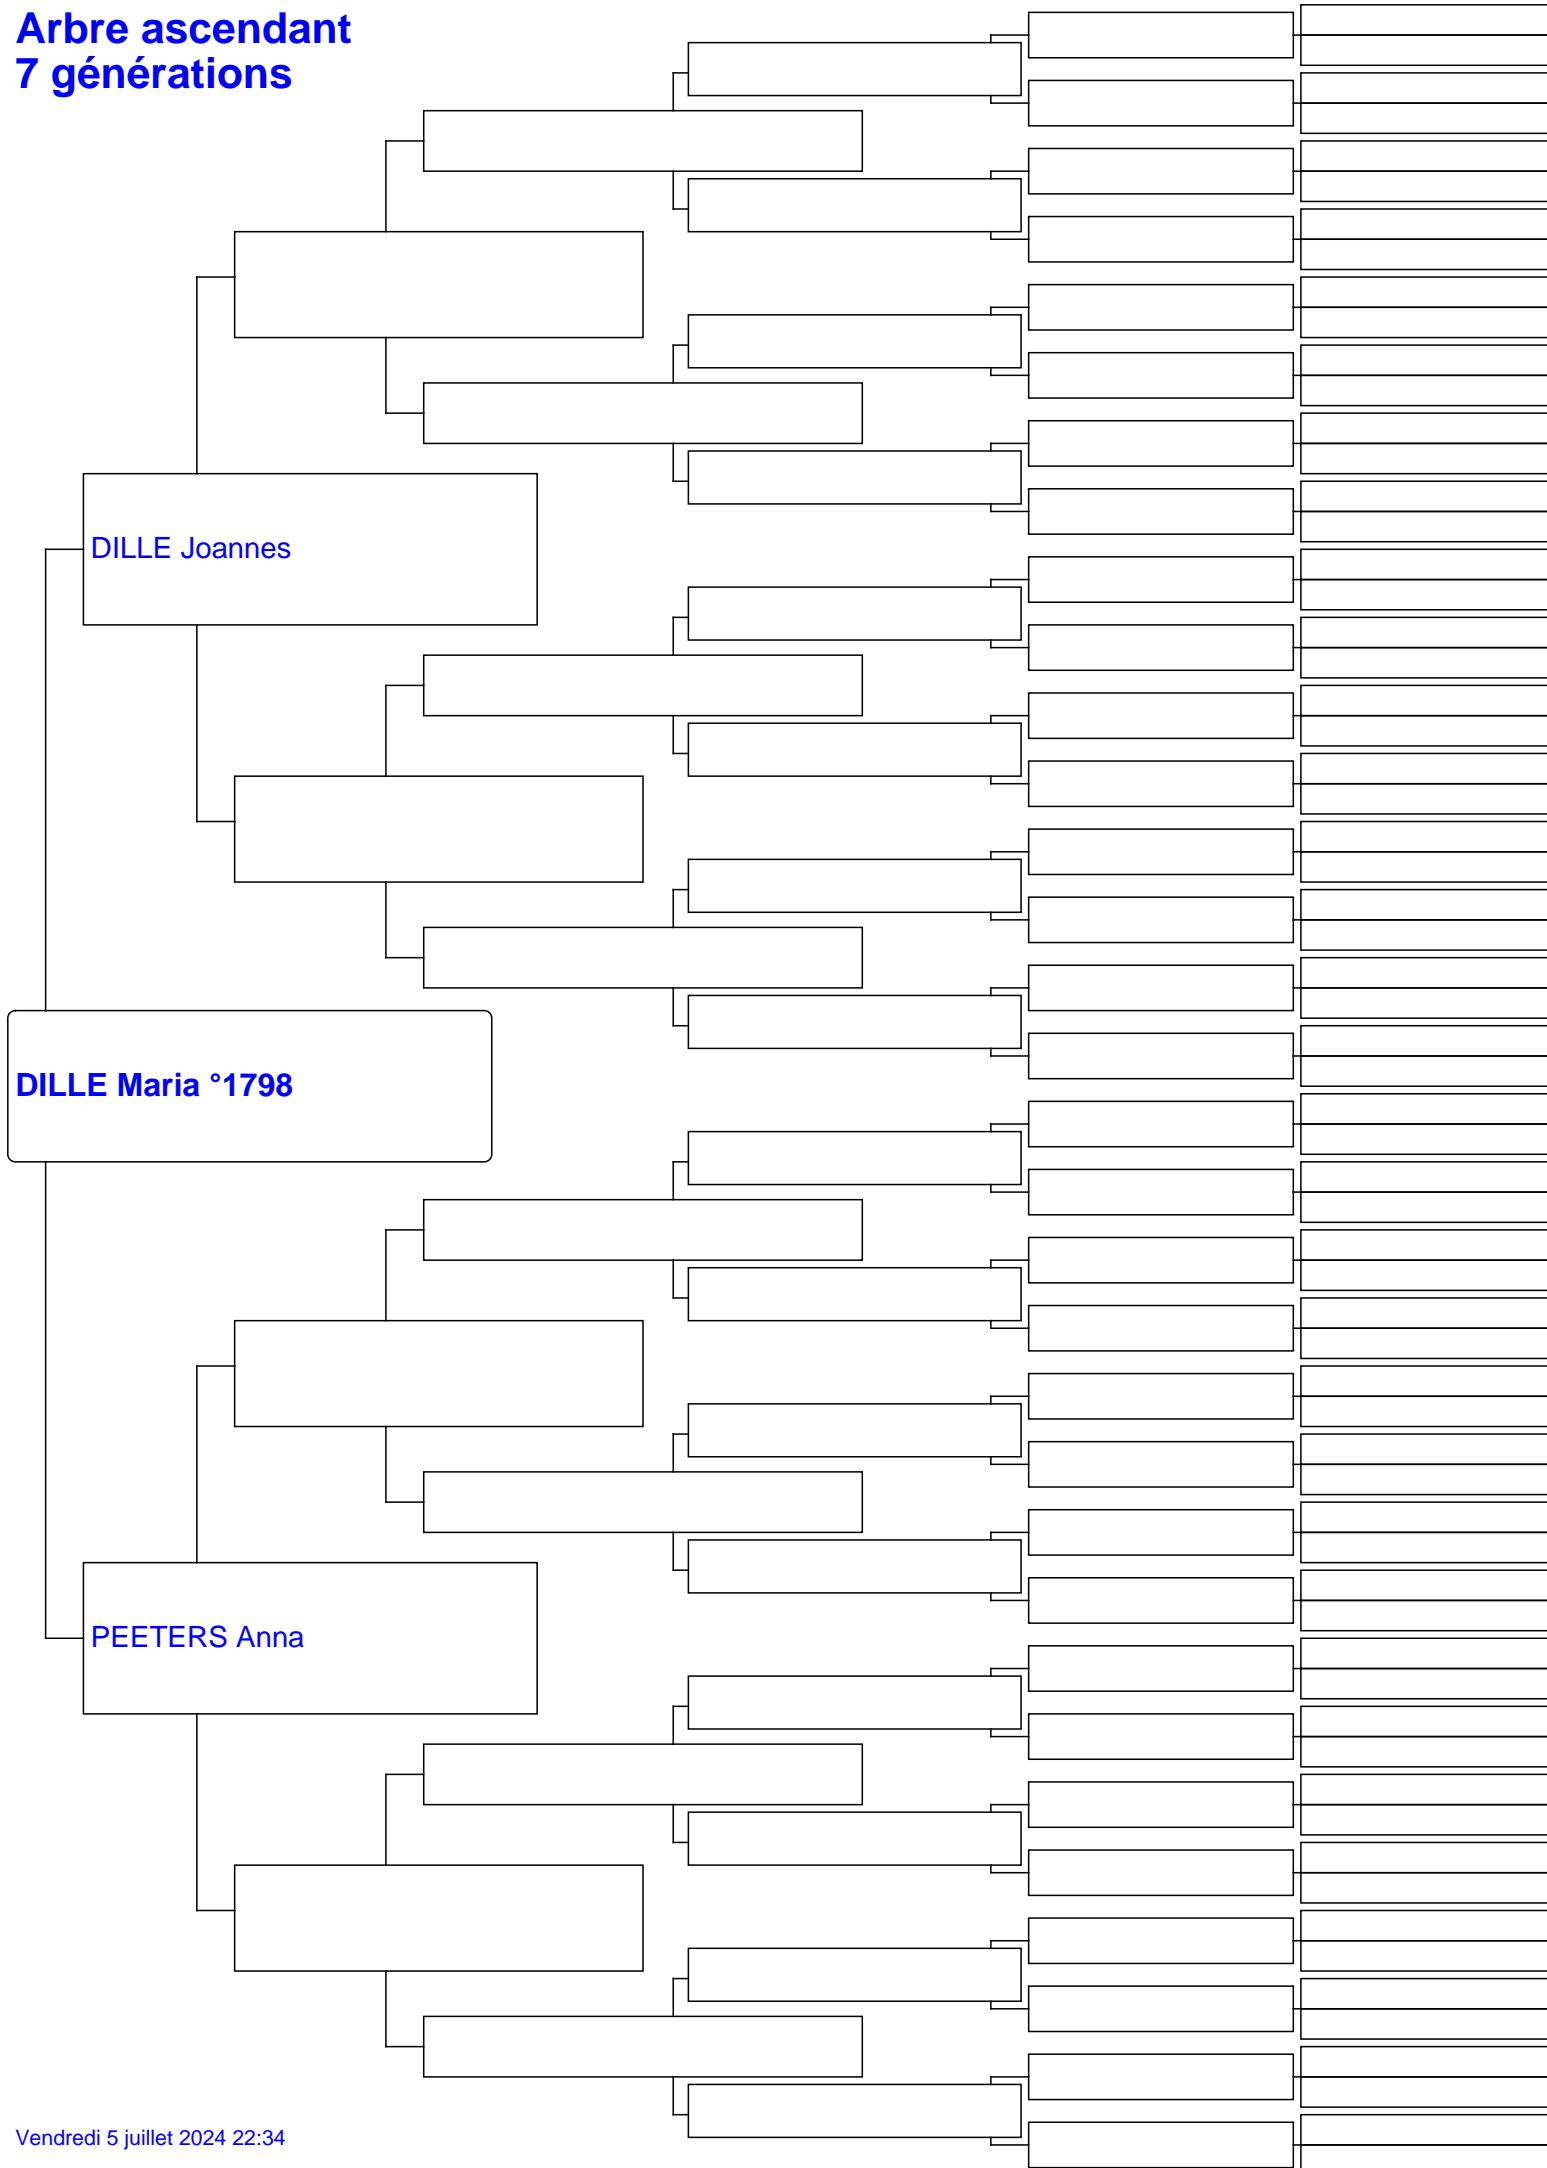 Arbre ascendant
7 générations
DILLE Joannes
DILLE Maria °1798
PEETERS Anna
Vendredi 5 juillet 2024 22:34